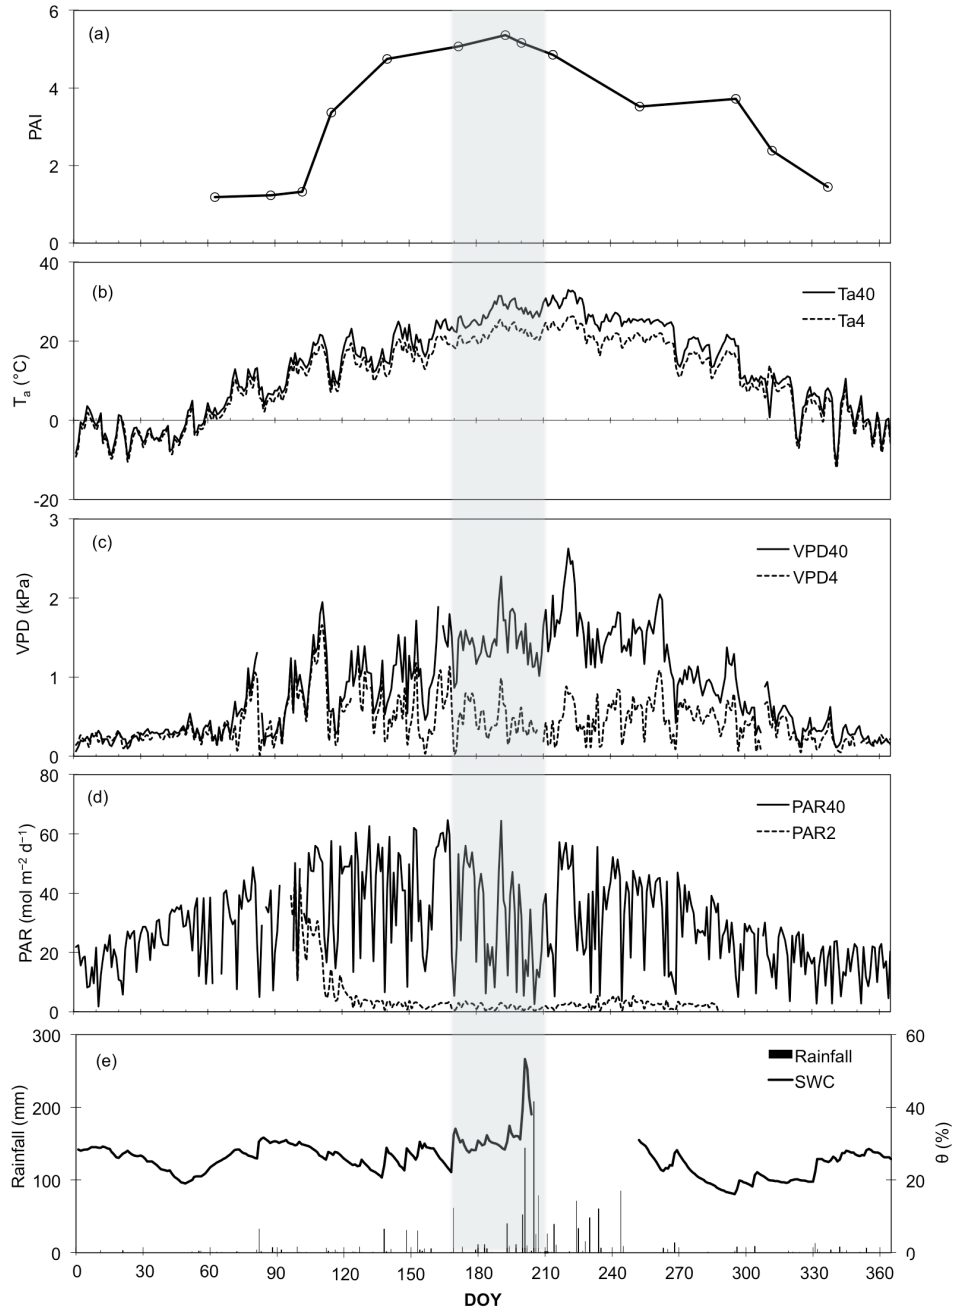 (a)
PAI
6
4
2
0
(b)
Ta40
Ta4
Ta (°C)
40
20
0
-20
(c)
VPD40
VPD4
VPD (kPa)
3
2
1
0
(d)
PAR40
PAR2
PAR (mol m−2 d−1)
80
60
40
20
0
(e)
Rainfall
SWC
Rainfall (mm)
300
200
100
0
θ (%)
60
40
20
0
0 30 60 90 120 150 180 210 240 270 300 330 360
DOY